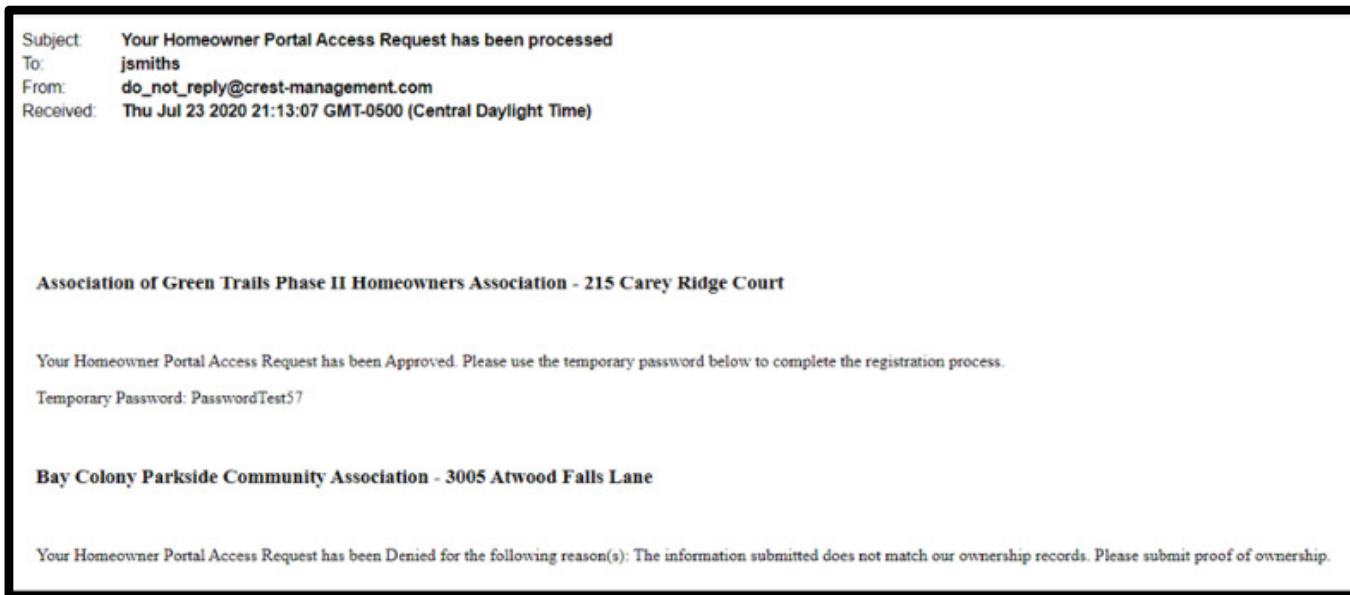 Subject: Your Homeowner Portal Access Request has been processed
To: jsmiths
From: do_not_reply@crest-management.com
Received: Thu Jul 23 2020 21:13:07 GMT-0500 (Central Daylight Time)
Association of Green Trails Phase II Homeowners Association - 215 Carey Ridge Court
Your Homeowner Portal Access Request has been Approved. Please use the temporary password below to complete the registration process.
Temporary Password: PasswordTest57
Bay Colony Parkside Community Association - 3005 Atwood Falls Lane
Your Homeowner Portal Access Request has been Denied for the following reason(s): The information submitted does not match our ownership records. Please submit proof of ownership.